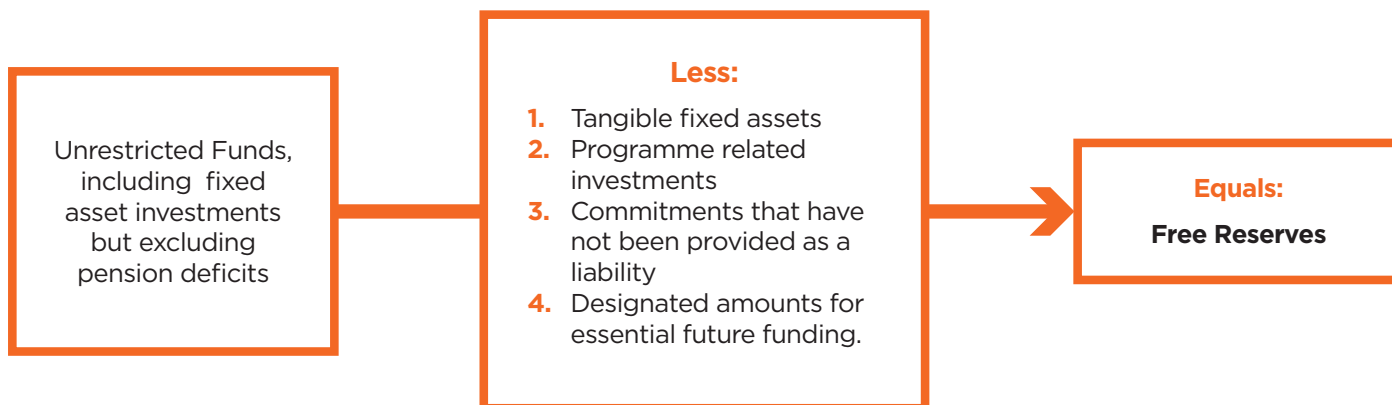 Unrestricted Funds,
including fixed
asset investments
but excluding
pension deficits
Less:
1. Tangible fixed assets
2. Programme related
investments
3. Commitments that have
not been provided as a
liability
4. Designated amounts for
essential future funding.
Equals:
Free Reserves